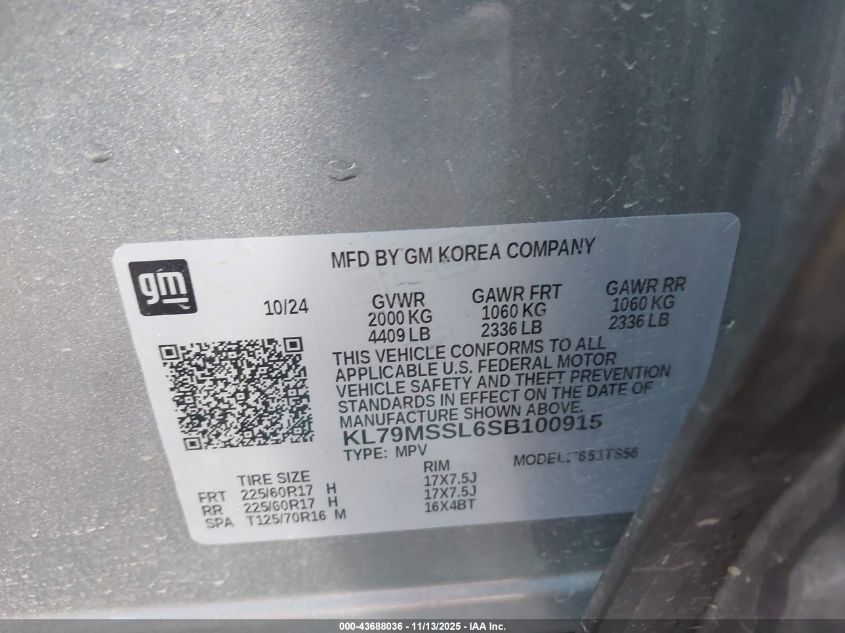 MFD BY GM KOREA COMPANY
gm
10/24
GVWR GAWR FRT GAWR RR
2000 KG 1060 KG 1060 KG
4409 LB 2336 LB 2336 LB
THIS VEHICLE CONFORMS TO ALL
APPLICABLE U.S. FEDERAL MOTOR
VEHICLE SAFETY AND THEFT PREVENTION
STANDARDS IN EFFECT ON THE DATE OF
MANUFACTURE SHOWN ABOVE.
KL79MSSL6SB100915
TYPE: MPV
TIRE SIZE RIM
FRT 225/60R17 H 17X7.5J
RR 225/60R17 H 17X7.5J
SPA T125/70R16 M 16X4BT
000-43688036 - 11/13/2025 - IAA Inc.